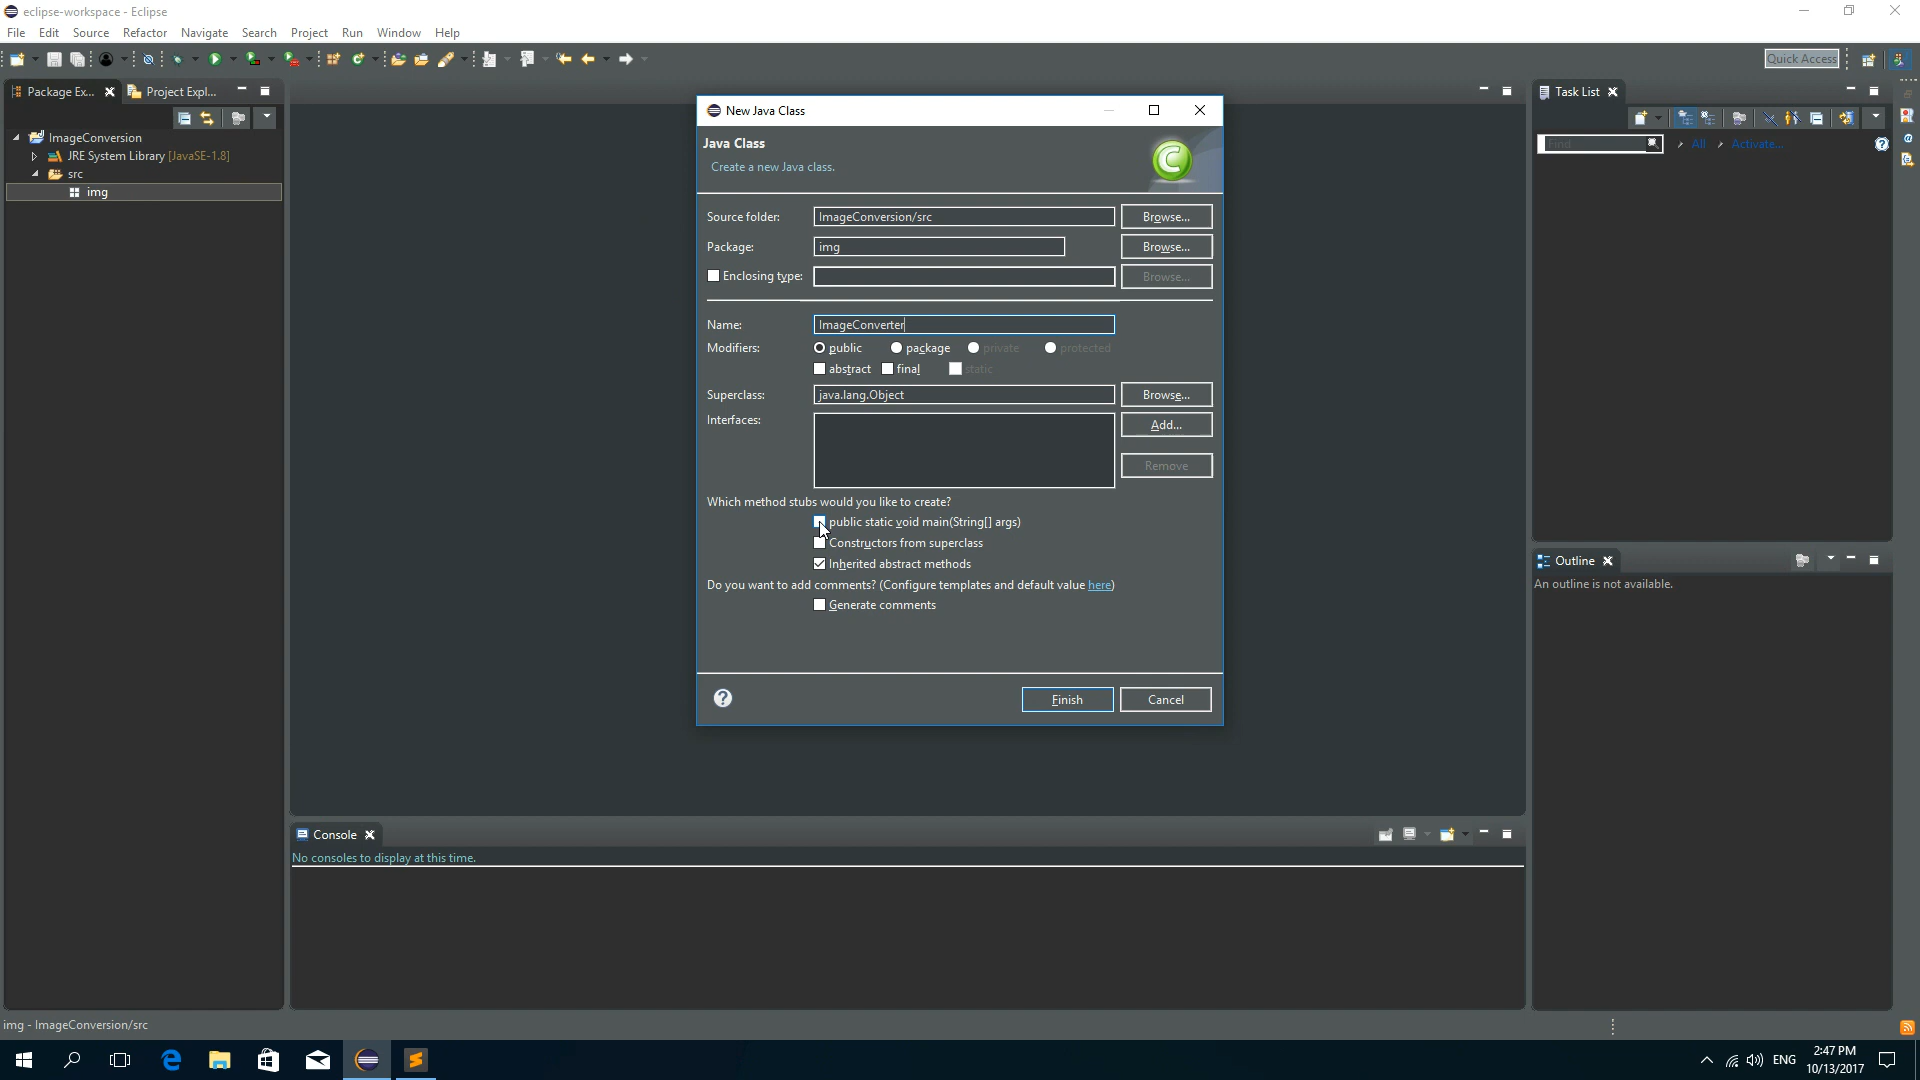 eclipse-workspace - Eclipse
File Edit Source Refactor Navigate Search Project Run Window Help
Quick Access
Package Ex... Project Expl...
Task List
ImageConversion
JRE System Library [JavaSE-1.8]
src
img
Find All Activate...
New Java Class
Java Class
Create a new Java class.
Source folder: ImageConversion/src Browse...
Package: img Browse...
Enclosing type: Browse...
Name: ImageConverter
Modifiers: public package private protected
abstract final static
Superclass: java.lang.Object Browse...
Interfaces: Add...
Remove
Which method stubs would you like to create?
public static void main(String[] args)
Constructors from superclass
Inherited abstract methods
Do you want to add comments? (Configure templates and default value here)
Generate comments
Finish Cancel
Outline
An outline is not available.
Console
No consoles to display at this time.
img - ImageConversion/src
ENG
2:47 PM
10/13/2017